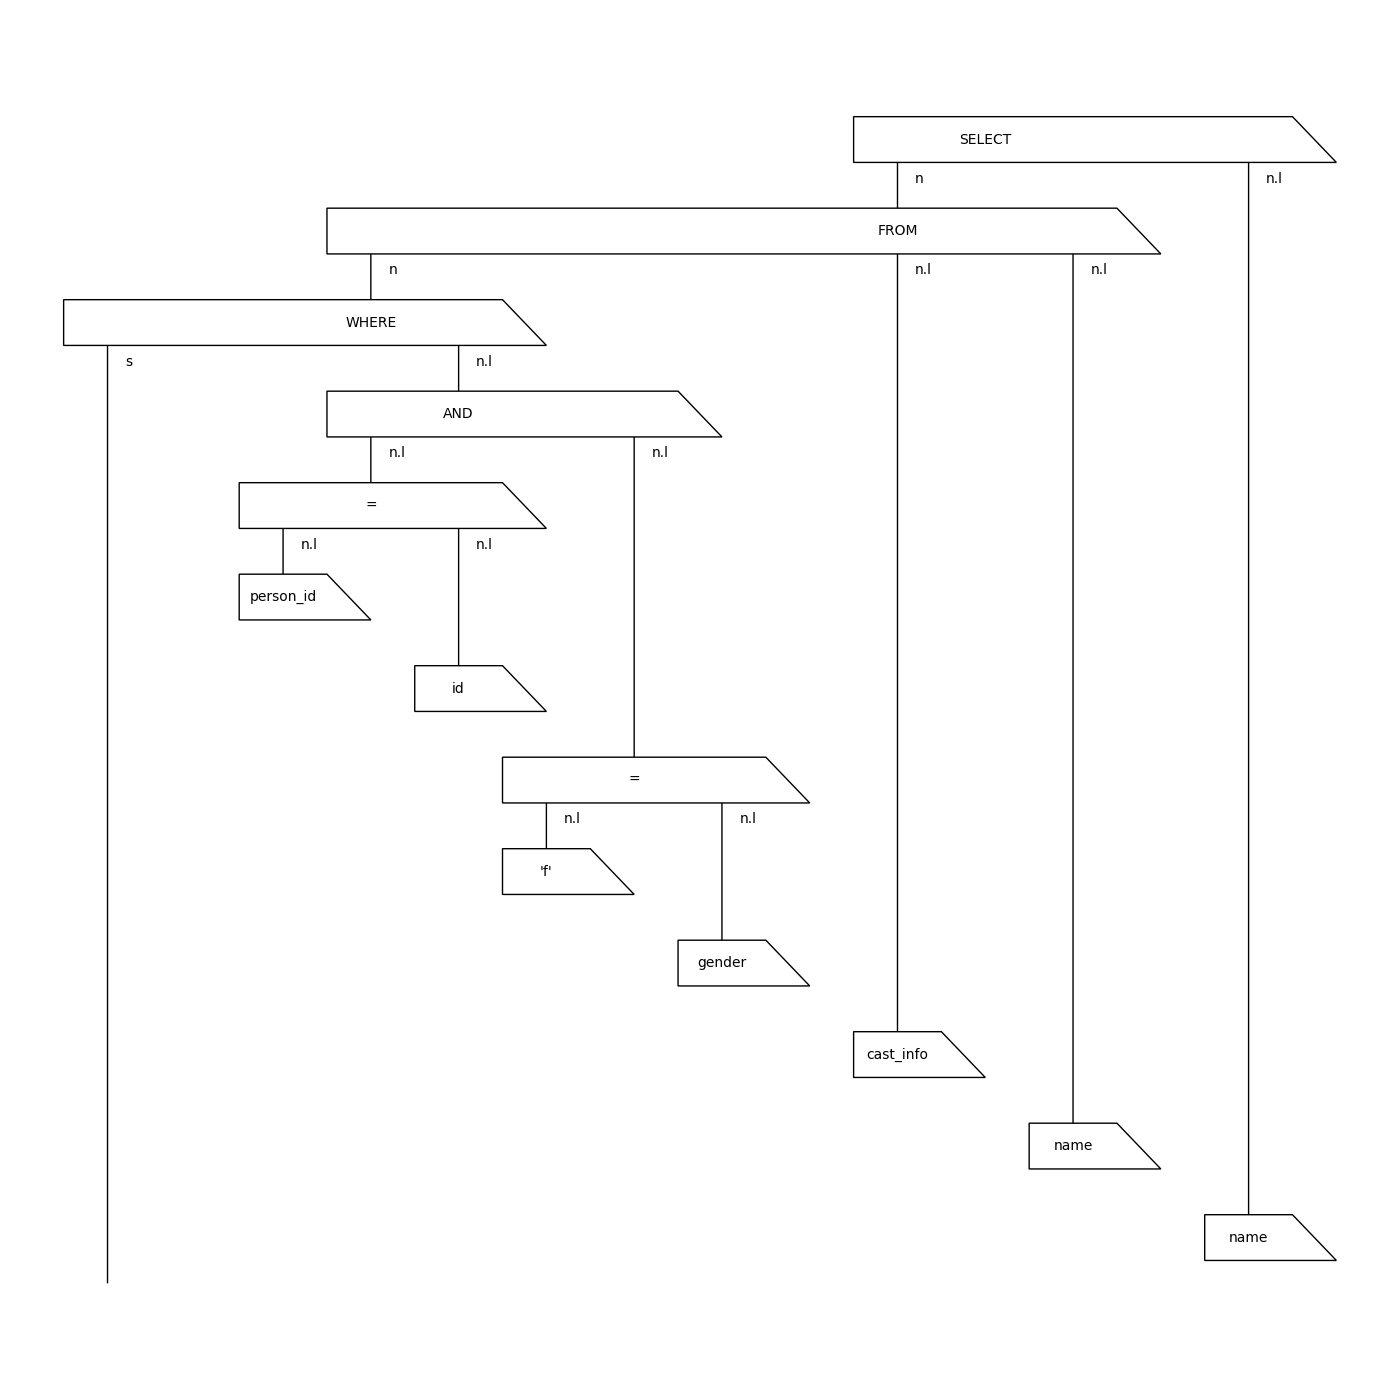 SELECT
n n.l
FROM
n n.l n.l
WHERE
s n.l
AND
n.l n.l
=
n.l n.l
person_id
id
=
n.l n.l
'f'
gender
cast_info
name
name